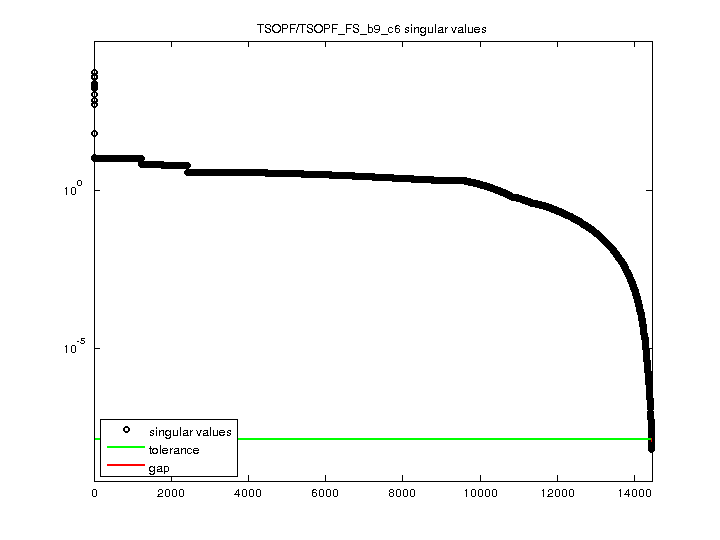 TSOPF/TSOPF_FS_b9_c6 singular values
10^0
10^-5
singular values
tolerance
gap
0 2000 4000 6000 8000 10000 12000 14000